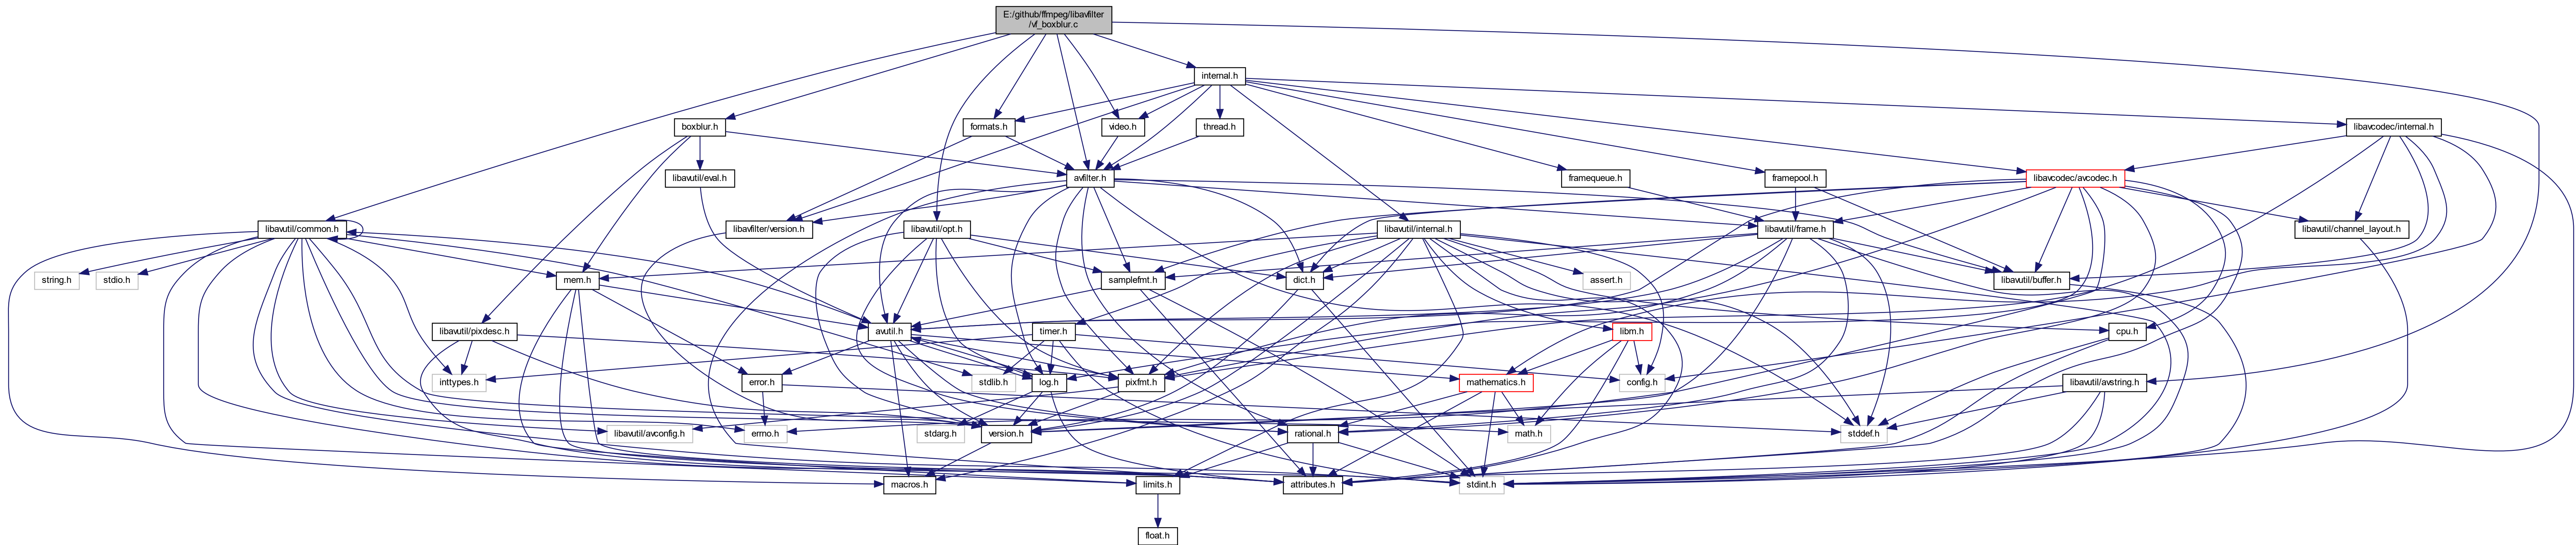 E:/github/ffmpeg/libavfilter
/vf_boxblur.c
internal.h
boxblur.h
formats.h
video.h
thread.h
libavcodec/internal.h
libavutil/eval.h
avfilter.h
framequeue.h
framepool.h
libavcodec/avcodec.h
libavutil/common.h
libavfilter/version.h
libavutil/opt.h
libavutil/internal.h
libavutil/frame.h
libavutil/channel_layout.h
string.h
stdio.h
mem.h
samplefmt.h
dict.h
assert.h
libavutil/buffer.h
libavutil/pixdesc.h
avutil.h
timer.h
libm.h
cpu.h
inttypes.h
error.h
stdlib.h
log.h
pixfmt.h
mathematics.h
config.h
libavutil/avstring.h
libavutil/avconfig.h
errno.h
stdarg.h
version.h
rational.h
math.h
stddef.h
macros.h
limits.h
attributes.h
stdint.h
float.h